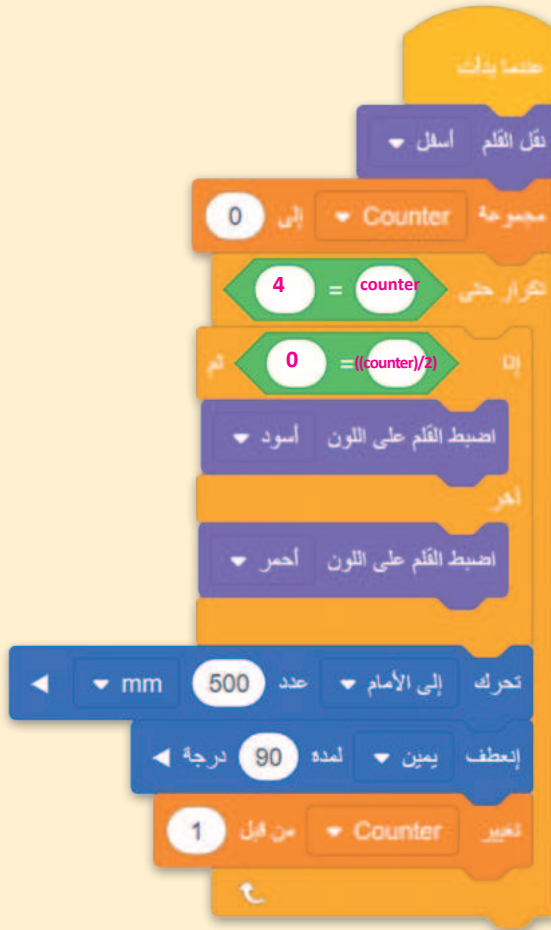 عندما بدأت
نقل القلم أسفل
مجموعة Counter إلى 0
تكرار حتى counter = 4
إذا ((counter)/2) = 0 ثم
اضبط القلم على اللون أسود
آخر
اضبط القلم على اللون أحمر
تحرك إلى الأمام عدد 500 mm
إنعطف يمين لمدة 90 درجة
تغيير Counter من قبل 1